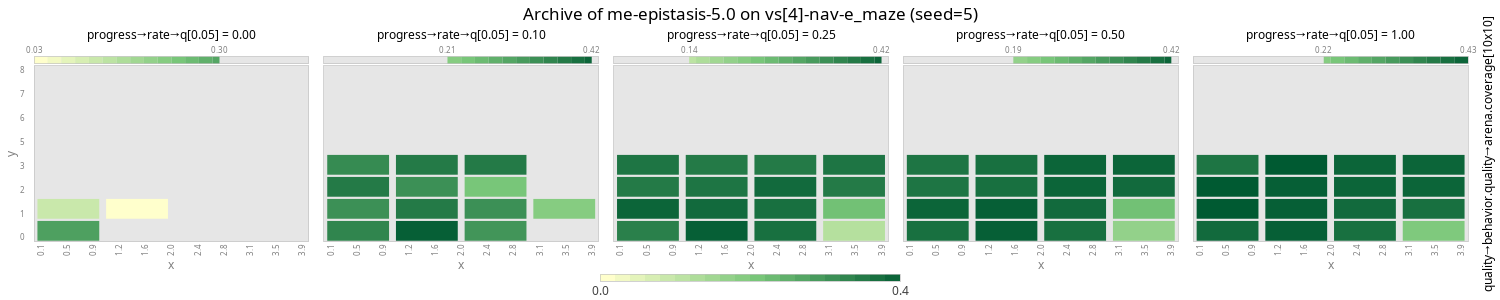 Archive of me-epistasis-5.0 on vs[4]-nav-e_maze (seed=5)
progress→rate→q[0.05] = 0.00
progress→rate→q[0.05] = 0.10
progress→rate→q[0.05] = 0.25
progress→rate→q[0.05] = 0.50
progress→rate→q[0.05] = 1.00
0.03 0.30
0.21 0.42
0.14 0.42
0.19 0.42
0.22 0.43
8
7
6
5
3
2
1
0
y
0.1 0.5 0.9 1.2 1.6 2.0 2.4 2.8 3.1 3.5 3.9
0.1 0.5 0.9 1.2 1.6 2.0 2.4 2.8 3.1 3.5 3.9
0.1 0.5 0.9 1.2 1.6 2.0 2.4 2.8 3.1 3.5 3.9
0.1 0.5 0.9 1.2 1.6 2.0 2.4 2.8 3.1 3.5 3.9
0.1 0.5 0.9 1.2 1.6 2.0 2.4 2.8 3.1 3.5 3.9
x
x
x
x
x
0.0 0.4
quality→behavior.quality→arena.coverage[10x10]